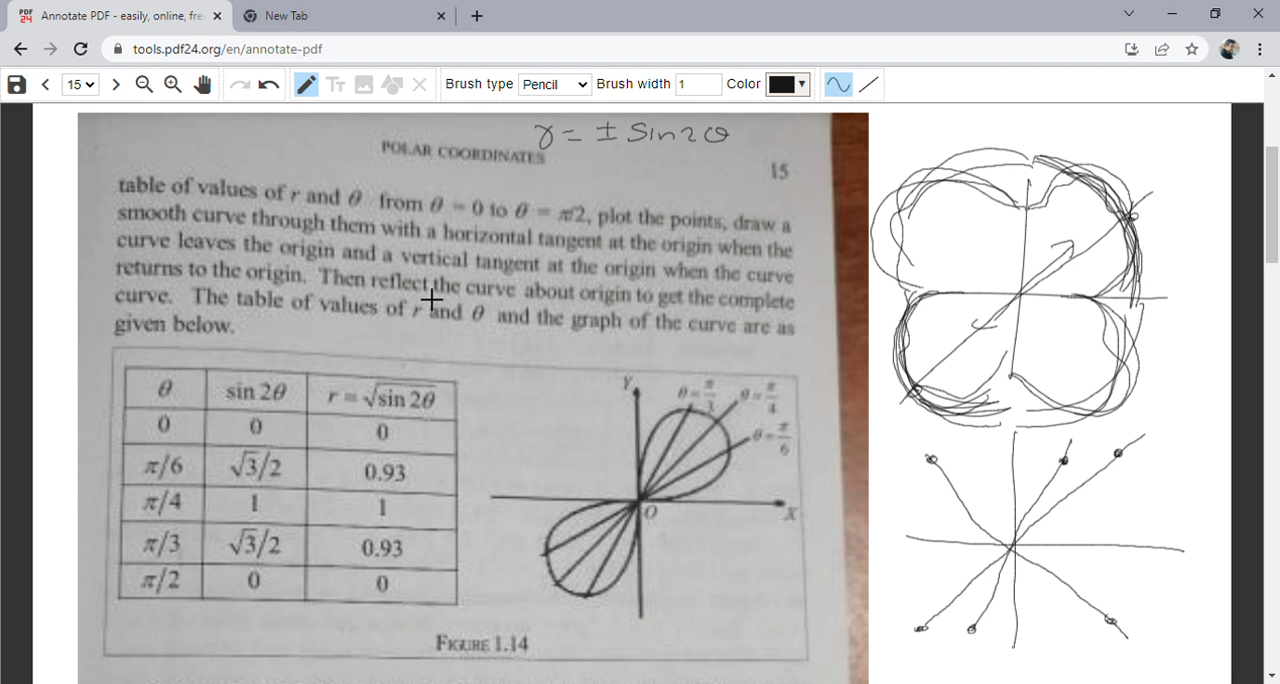 PDF
24
Annotate PDF - easily, online, fre
New Tab
tools.pdf24.org/en/annotate-pdf
15
Tт
Brush type
Pencil
Brush width
1
Color
r = ± Sin2θ
POLAR COORDINATES
15
table of values of r and θ from θ = 0 to θ = π/2, plot the points, draw a
smooth curve through them with a horizontal tangent at the origin when the
curve leaves the origin and a vertical tangent at the origin when the curve
returns to the origin. Then reflect the curve about origin to get the complete
curve. The table of values of r and θ and the graph of the curve are as
given below.
θ sin 2θ r = √sin 2θ
0 0 0
π/6 √3/2 0.93
π/4 1 1
π/3 √3/2 0.93
π/2 0 0
Y
θ = π/3
θ = π/4
θ = π/6
O
X
FIGURE 1.14